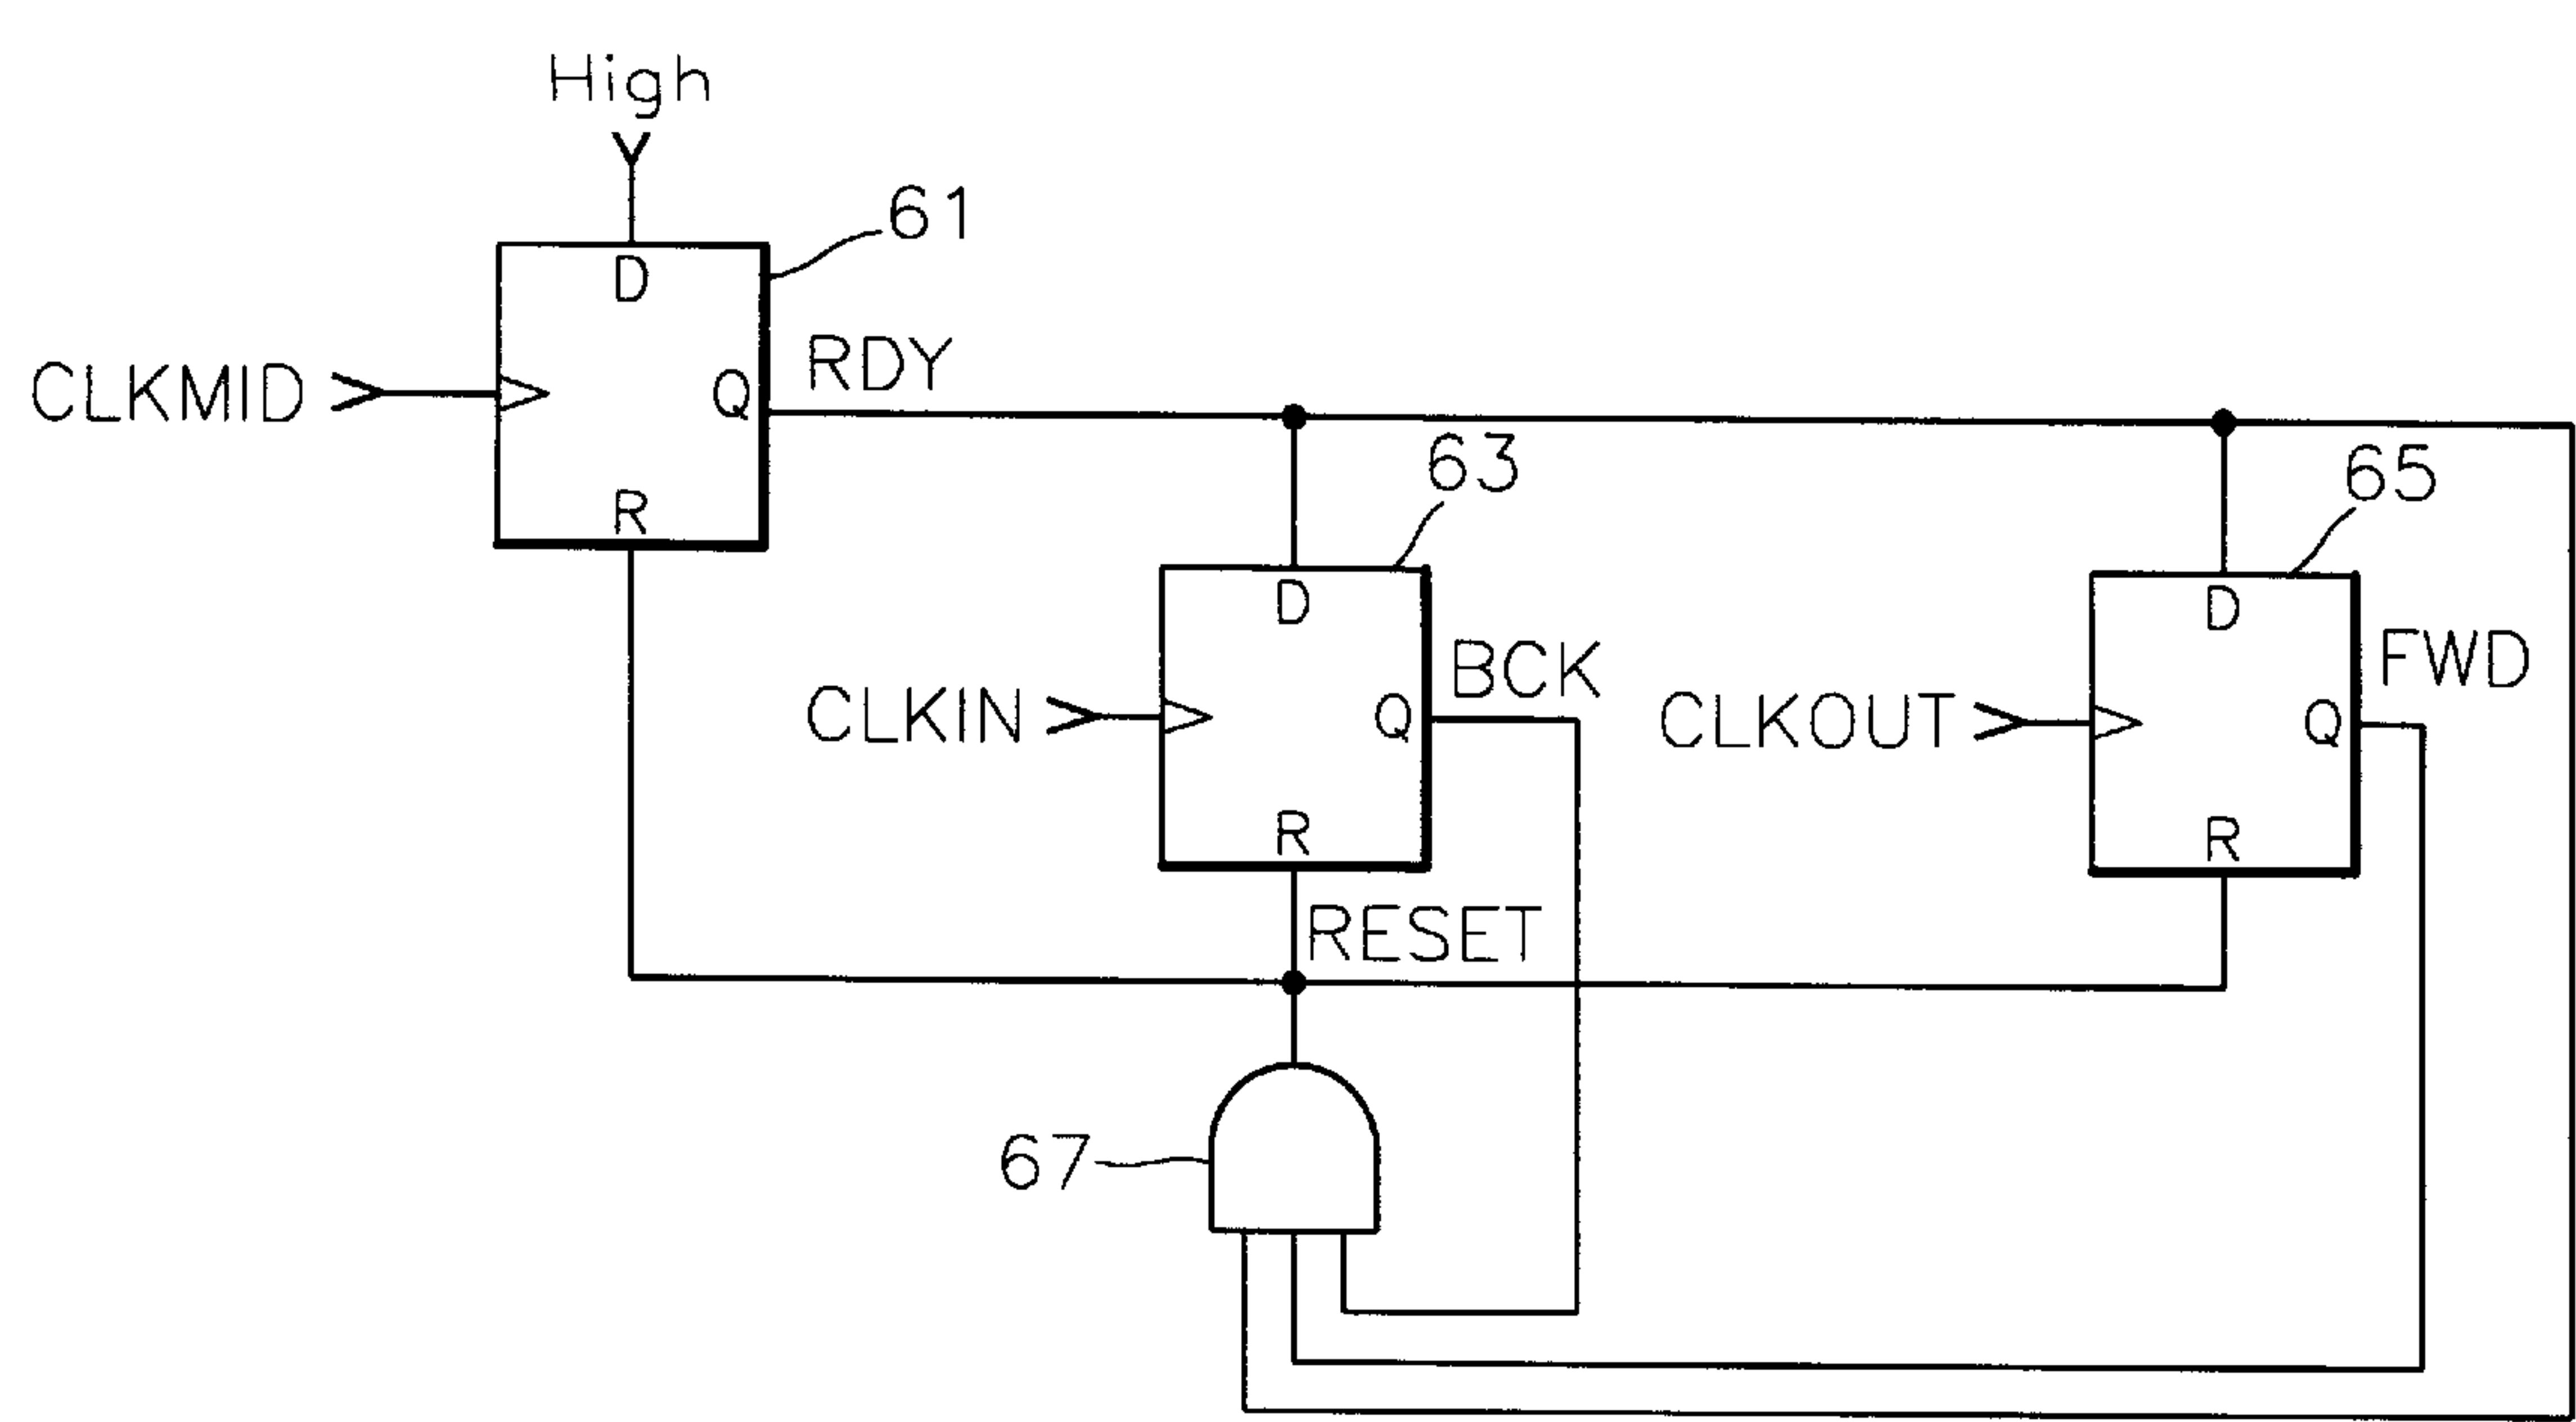 High
61
D
CLKMID
Q
RDY
R
63
65
D
D
BCK
FWD
CLKIN
Q
CLKOUT
Q
R
R
RESET
67